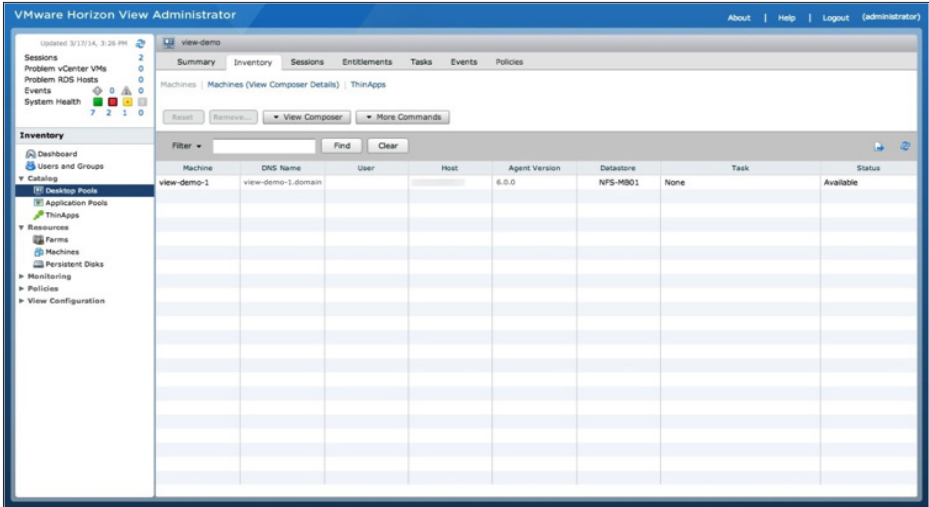 VMware Horizon View Administrator
About | Help | Logout (administrator)
Updated 3/17/14, 3:26 PM
Sessions 2
Problem vCenter VMs 0
Problem RDS Hosts 0
Events 0 0
System Health
7 2 1 0
Inventory
Dashboard
Users and Groups
Catalog
Desktop Pools
Application Pools
ThinApps
Resources
Farms
Machines
Persistent Disks
Monitoring
Policies
View Configuration
view-demo
Summary Inventory Sessions Entitlements Tasks Events Policies
Machines | Machines (View Composer Details) | ThinApps
Reset Remove... View Composer More Commands
Filter Find Clear
Machine DNS Name User Host Agent Version Datastore Task Status
view-demo-1 view-demo-1.domain 6.0.0 NFS-MB01 None Available